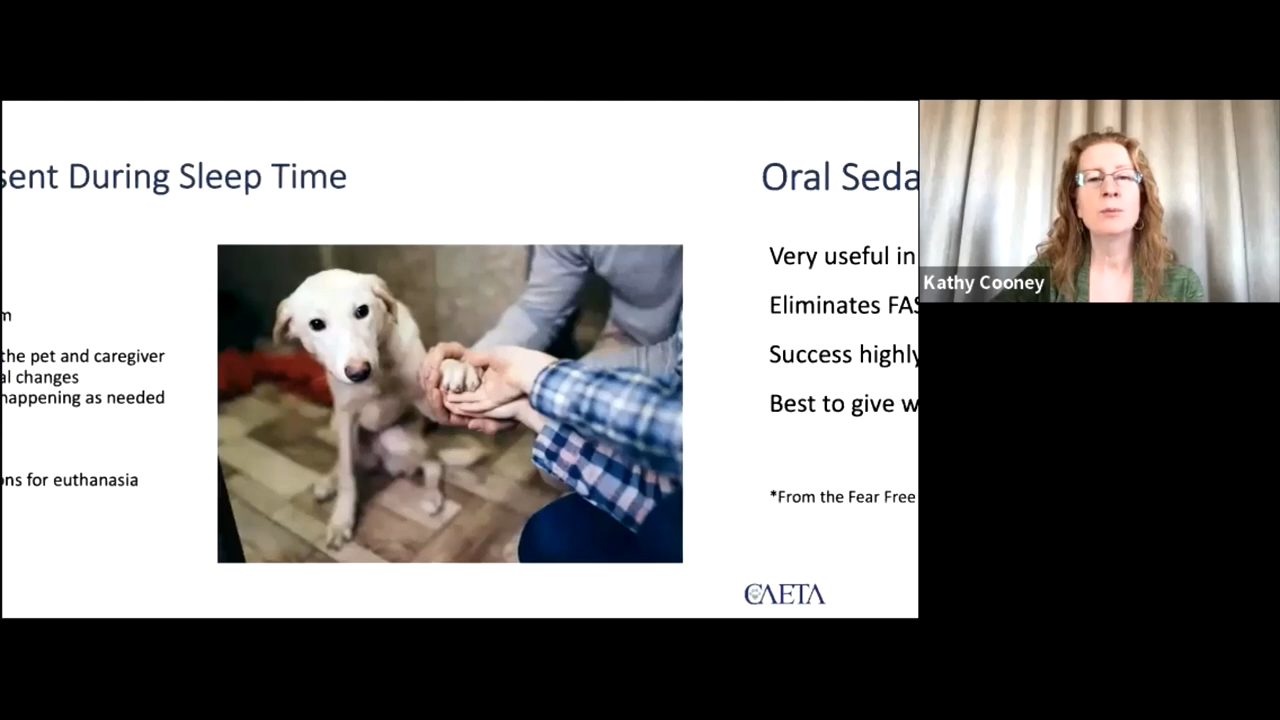 sent During Sleep Time
m
the pet and caregiver
al changes
happening as needed
ons for euthanasia
Oral Seda
Very useful in
Eliminates FAS
Success highly
Best to give w
*From the Fear Free
CAETA
Kathy Cooney